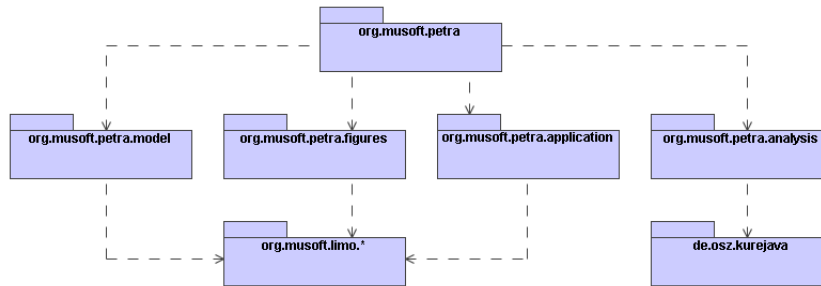 org.musoft.petra
org.musoft.petra.model
org.musoft.petra.figures
org.musoft.petra.application
org.musoft.petra.analysis
org.musoft.limo.*
de.osz.kurejava